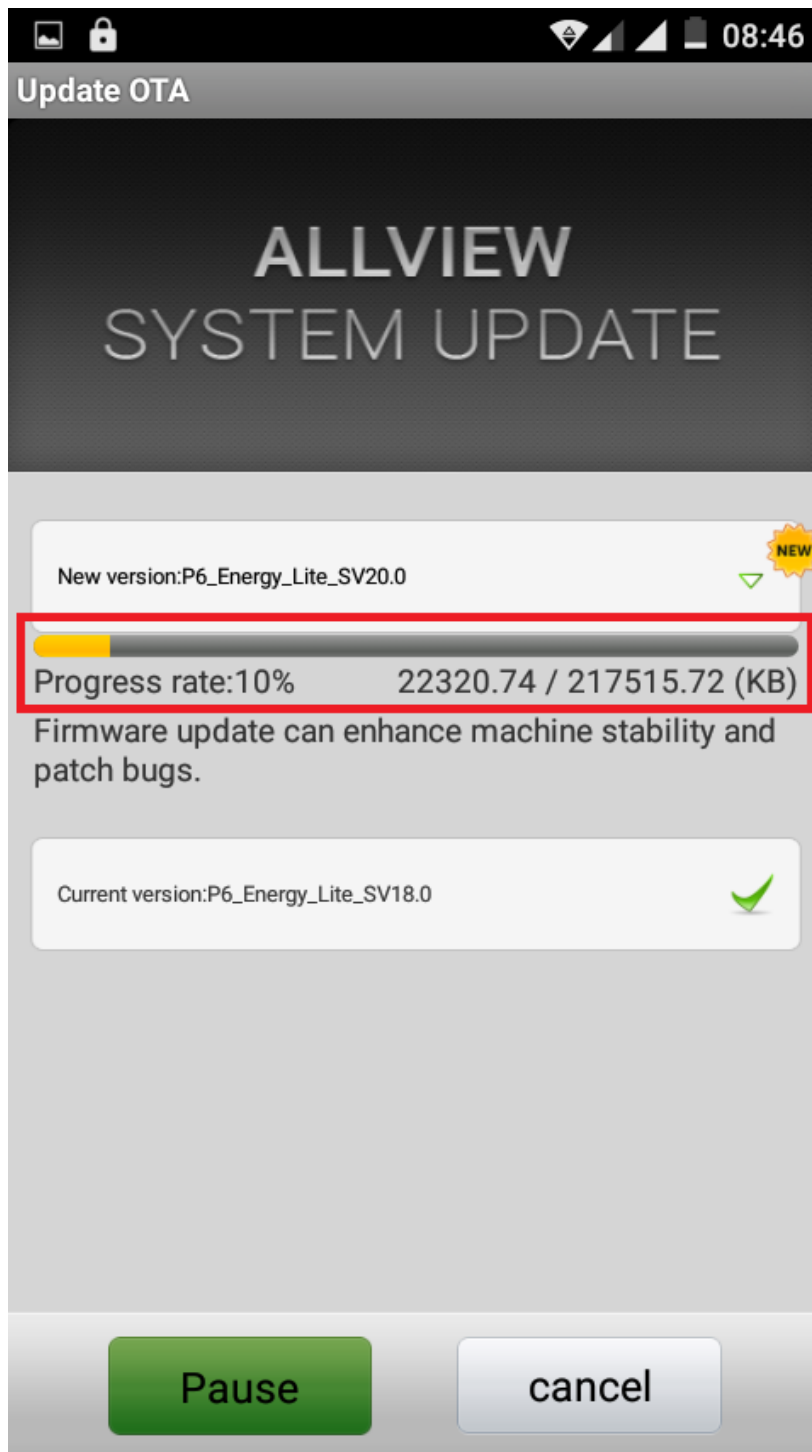 08:46
Update OTA
ALLVIEW
SYSTEM UPDATE
NEW
New version:P6_Energy_Lite_SV20.0
Progress rate:10% 22320.74 / 217515.72 (KB)
Firmware update can enhance machine stability and
patch bugs.
Current version:P6_Energy_Lite_SV18.0
Pause cancel